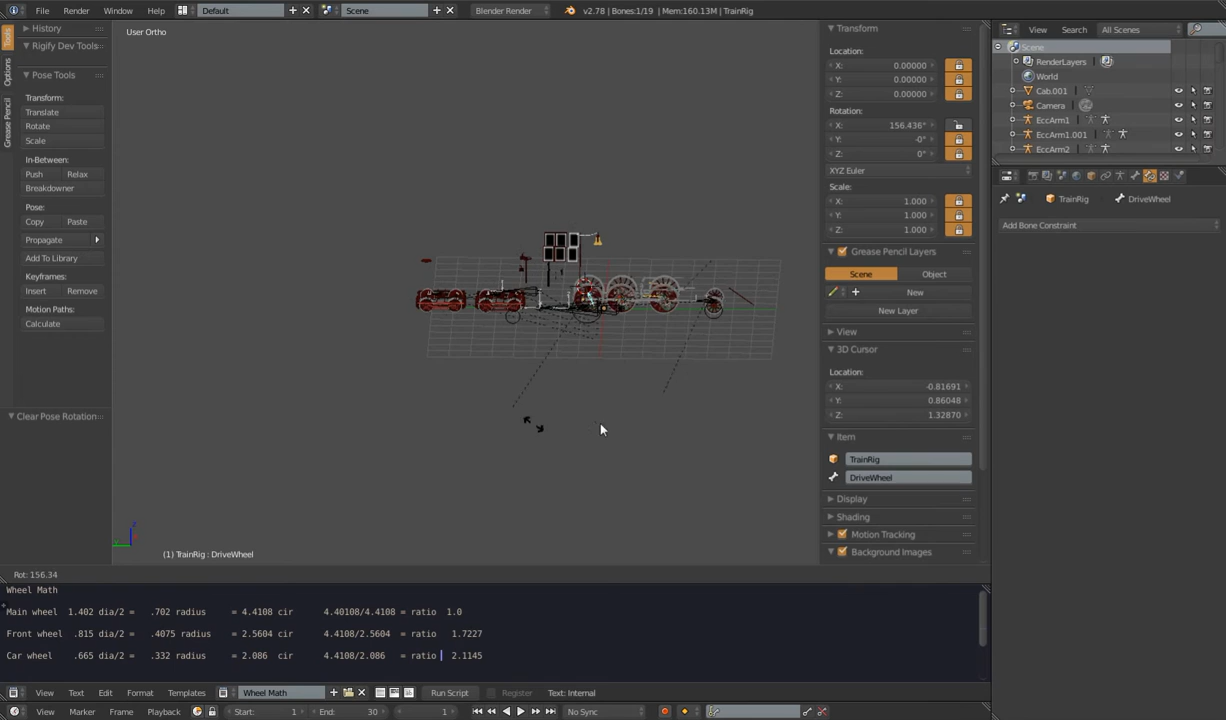 File Render Window Help Default Scene Blender Render v2.78 | Bones:1/19 | Mem:160.13M | TrainRig
View Search All Scenes
Tools
Options
Grease Pencil
History
Rigify Dev Tools
Pose Tools
Transform:
Translate
Rotate
Scale
In-Between:
Push Relax
Breakdowner
Pose:
Copy Paste
Propagate
Add To Library
Keyframes:
Insert Remove
Motion Paths:
Calculate
Clear Pose Rotation
User Ortho
(1) TrainRig : DriveWheel
Transform
Location:
X: 0.00000
Y: 0.00000
Z: 0.00000
Rotation:
X: 156.436°
Y: -0°
Z: 0°
XYZ Euler
Scale:
X: 1.000
Y: 1.000
Z: 1.000
Grease Pencil Layers
Scene Object
New
New Layer
View
3D Cursor
Location:
X: -0.81691
Y: 0.86048
Z: 1.32870
Item
TrainRig
DriveWheel
Display
Shading
Motion Tracking
Background Images
Scene
RenderLayers
World
Cab.001
Camera
EccArm1
EccArm1.001
EccArm2
TrainRig DriveWheel
Add Bone Constraint
Rot: 156.34
Wheel Math
Main wheel 1.402 dia/2 = .702 radius = 4.4108 cir 4.40108/4.4108 = ratio 1.0
Front wheel .815 dia/2 = .4075 radius = 2.5604 cir 4.4108/2.5604 = ratio 1.7227
Car wheel .665 dia/2 = .332 radius = 2.086 cir 4.4108/2.086 = ratio 2.1145
View Text Edit Format Templates Wheel Math Run Script Register Text: Internal
View Marker Frame Playback Start: 1 End: 30 1 No Sync